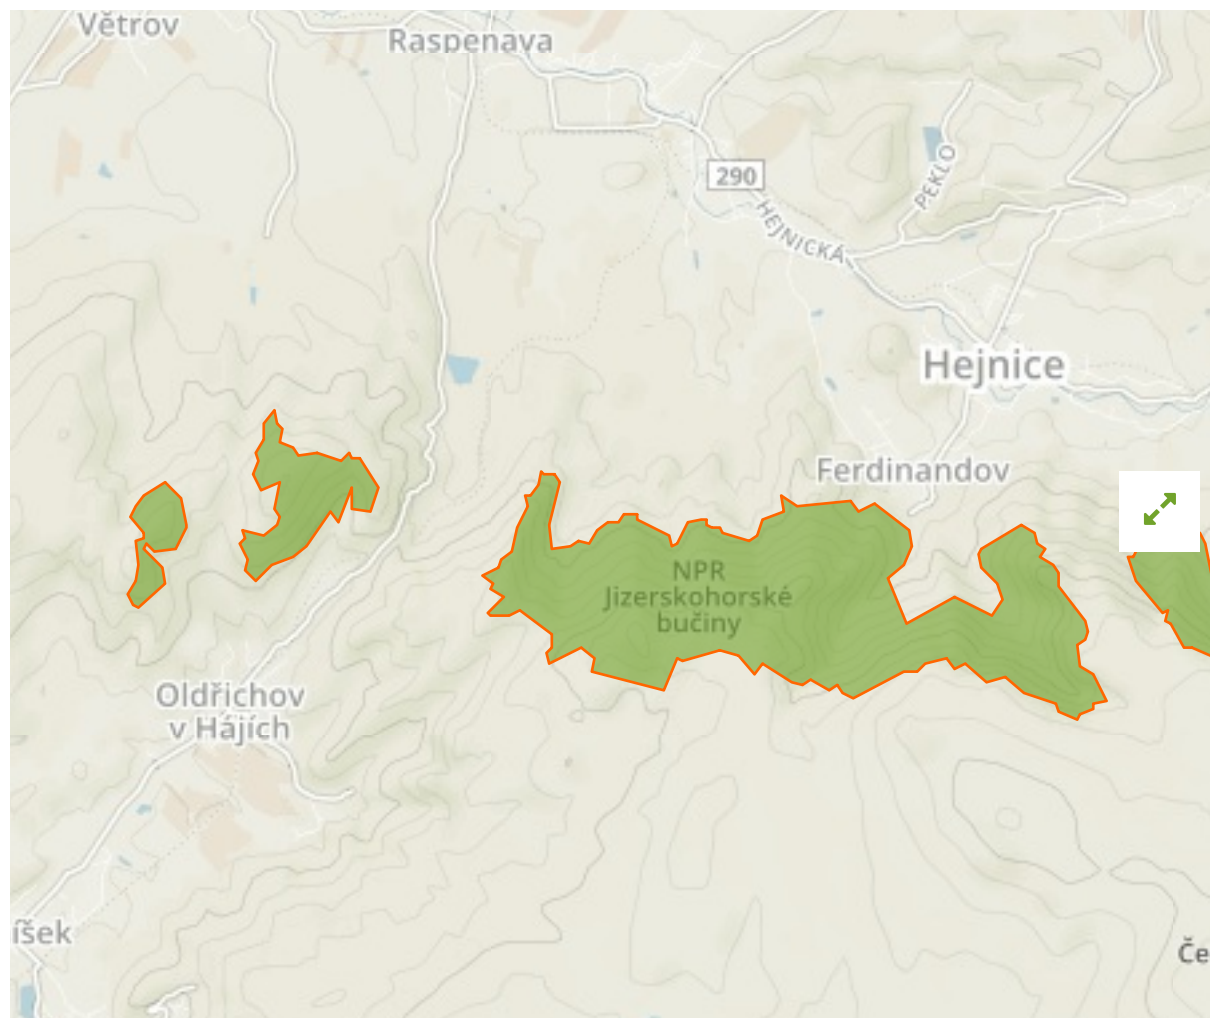 Větrov
Raspenava
290
PEKLO
HEJNICKÁ
Hejnice
Ferdinandov
NPR
Jizerskohorské
bučiny
Oldřichov
v Hájích
íšek
Če